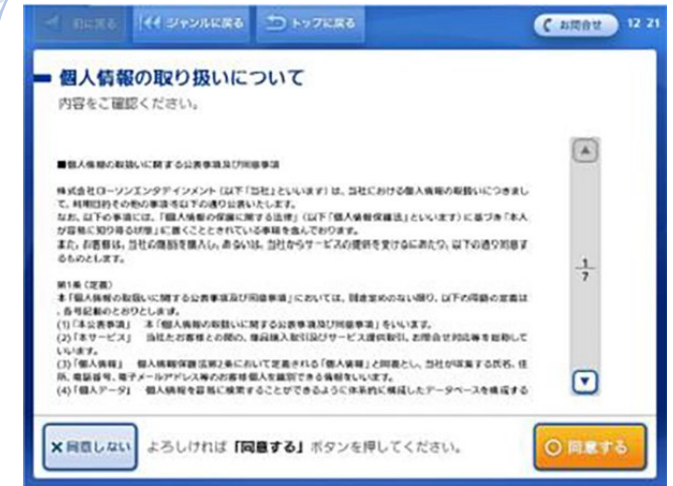 前に戻る
ジャンルに戻る
トップに戻る
お問合せ
12 21
個人情報の取り扱いについて
内容をご確認ください。
■個人情報の取扱いに関する公表事項及び同意事項
株式会社ローソンエンタテインメント（以下「当社」といいます）は、当社における個人情報の取扱いにつきまし
て、利用目的その他の事項を以下の通り公表いたします。
なお、以下の事項には、「個人情報の保護に関する法律」（以下「個人情報保護法」といいます）に基づき「本人
が容易に知り得る状態」に置くこととされている事項を含んでおります。
また、お客様は、当社の商品を購入し、あるいは、当社からサービスの提供を受けるにあたり、以下の通り同意す
るものとします。
第1条（定義）
本「個人情報の取扱いに関する公表事項及び同意事項」においては、別途定めのない限り、以下の用語の定義は
、各号記載のとおりとします。
(1)「本公表事項」 本「個人情報の取扱いに関する公表事項及び同意事項」をいいます。
(2)「本サービス」 当社とお客様との間の、商品購入取引及びサービス提供取引、お問合せ対応等を総称して
いいます。
(3)「個人情報」 個人情報保護法第2条において定義される「個人情報」と同義とし、当社が収集する氏名、住
所、電話番号、電子メールアドレス等のお客様個人を識別できる情報をいいます。
(4)「個人データ」 個人情報を容易に検索することができるように体系的に構成したデータベースを構成する
1
7
×同意しない
よろしければ「同意する」ボタンを押してください。
○同意する